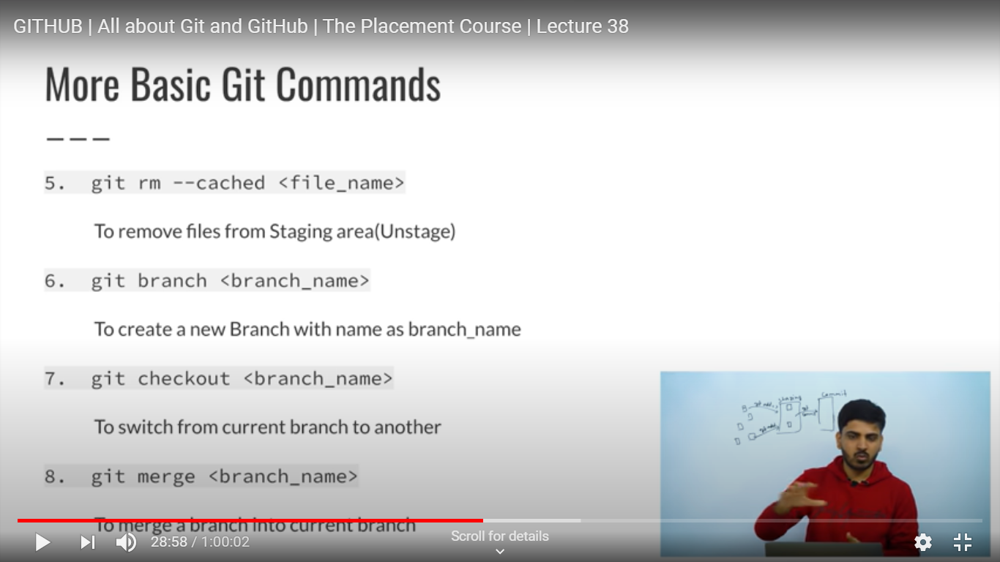 GITHUB | All about Git and GitHub | The Placement Course | Lecture 38
More Basic Git Commands
———
5. git rm --cached <file_name>
To remove files from Staging area(Unstage)
6. git branch <branch_name>
To create a new Branch with name as branch_name
7. git checkout <branch_name>
To switch from current branch to another
8. git merge <branch_name>
To merge a branch into current branch
Commit
28:58 / 1:00:02
Scroll for details